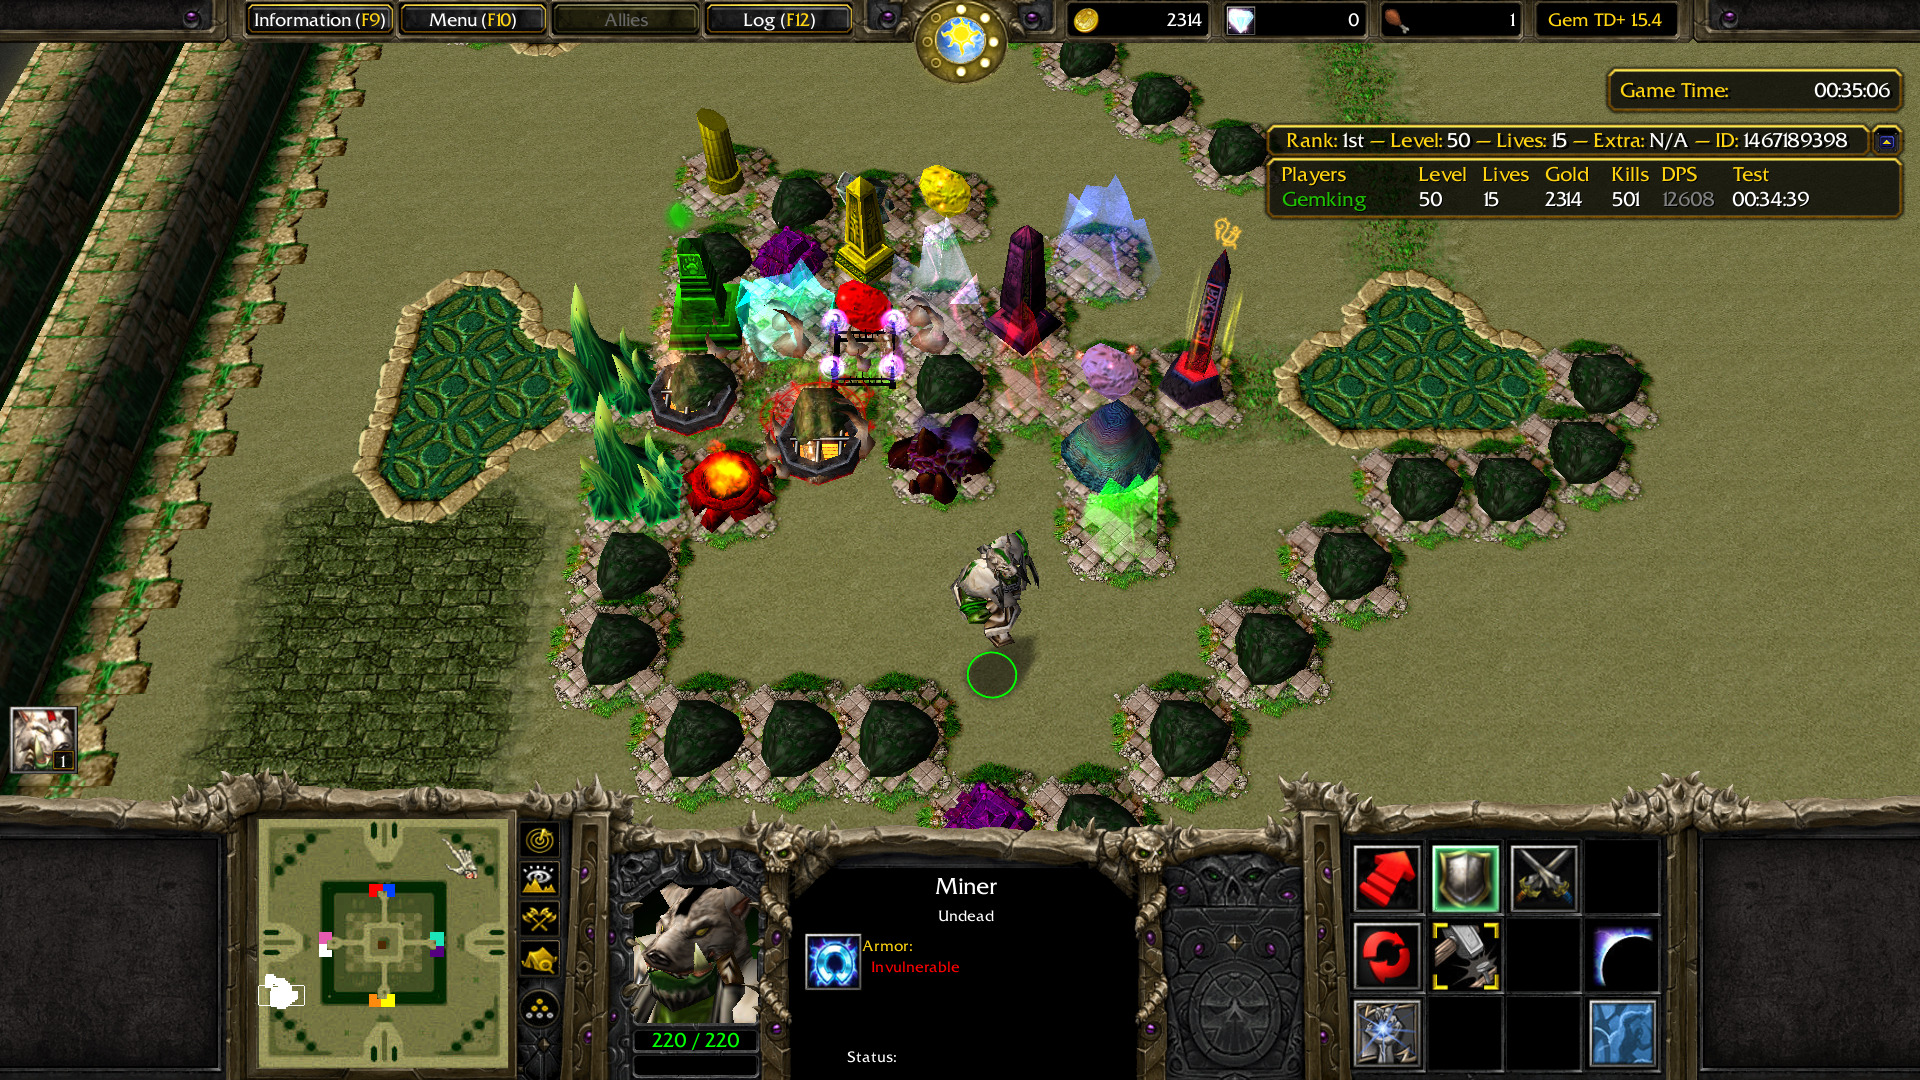 Information (F9) Menu (F10) Allies Log (F12) 2314 0 1 Gem TD+ 15.4
Game Time: 00:35:06
Rank: 1st — Level: 50 — Lives: 15 — Extra: N/A — ID: 1467189398
Players Level Lives Gold Kills DPS Test
Gemking 50 15 2314 501 12608 00:34:39
1
Miner
Undead
Armor:
Invulnerable
220 / 220
Status: